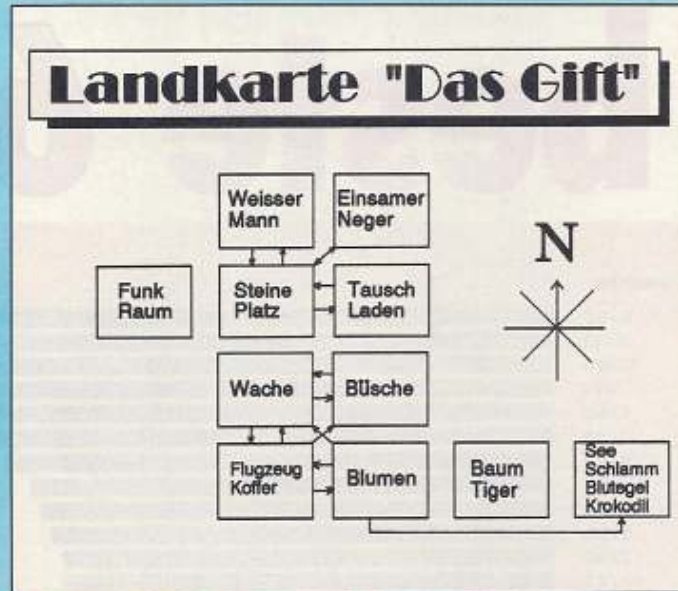 Landkarte "Das Gift"
Weisser
Mann
Einsamer
Neger
N
Funk
Raum
Steine
Platz
Tausch
Laden
Wache
Büsche
Flugzeug
Koffer
Blumen
Baum
Tiger
See
Schlamm
Blutegel
Krokodil